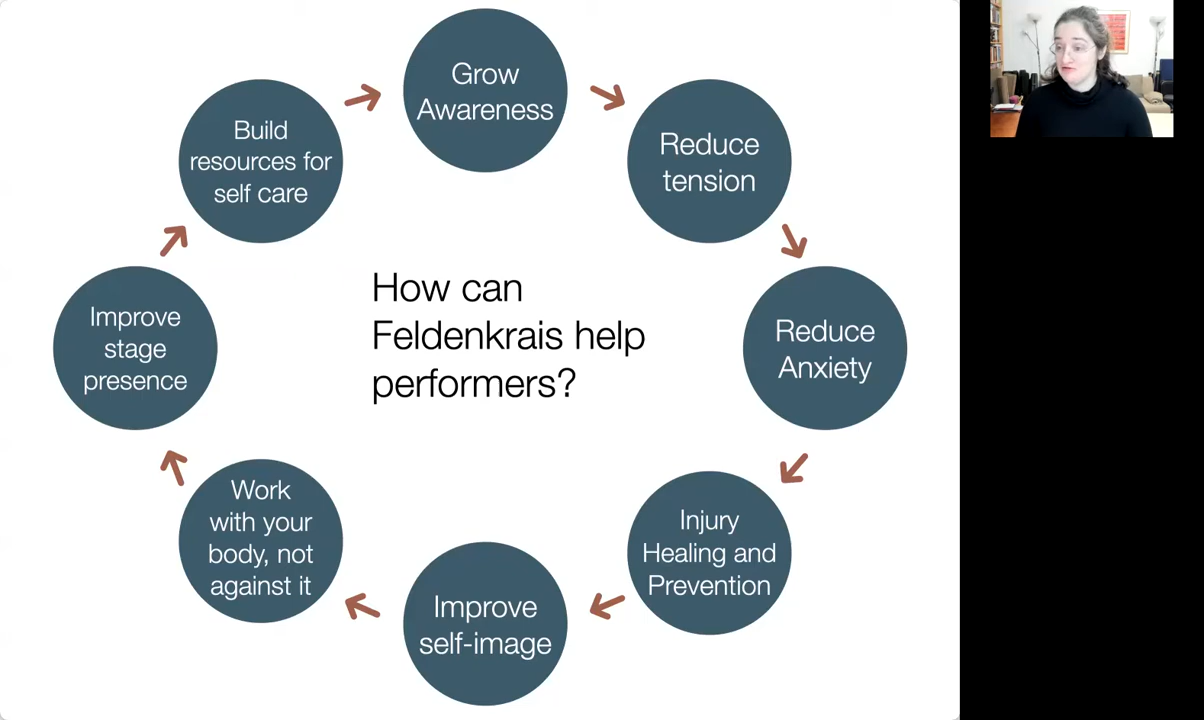 Grow
Awareness
Reduce
tension
Reduce
Anxiety
Injury
Healing and
Prevention
Improve
self-image
Work
with your
body, not
against it
Improve
stage
presence
Build
resources for
self care
How can
Feldenkrais help
performers?